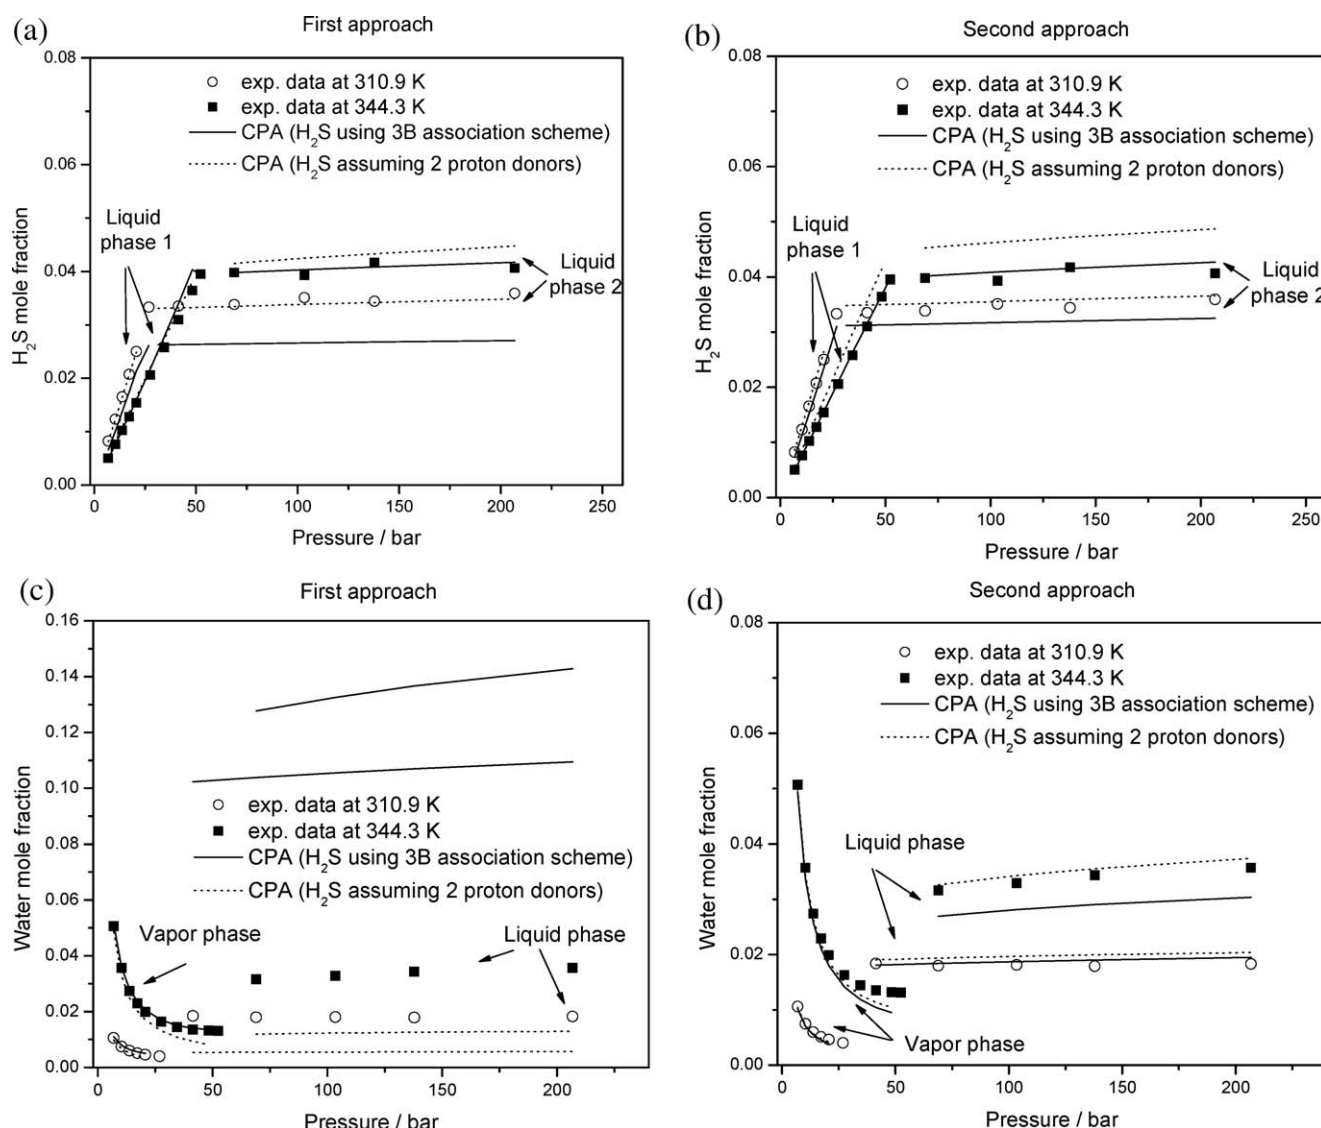 (a)
First approach
0.08
0.06
0.04
0.02
0.00
H2S mole fraction
exp. data at 310.9 K
exp. data at 344.3 K
CPA (H2S using 3B association scheme)
CPA (H2S assuming 2 proton donors)
Liquid
phase 1
Liquid
phase 2
0 50 100 150 200 250
Pressure / bar
(b)
Second approach
0.08
0.06
0.04
0.02
0.00
H2S mole fraction
exp. data at 310.9 K
exp. data at 344.3 K
CPA (H2S using 3B association scheme)
CPA (H2S assuming 2 proton donors)
Liquid
phase 1
Liquid
phase 2
0 50 100 150 200 250
Pressure / bar
(c)
First approach
0.16
0.14
0.12
0.10
0.08
0.06
0.04
0.02
0.00
Water mole fraction
exp. data at 310.9 K
exp. data at 344.3 K
CPA (H2S using 3B association scheme)
CPA (H2S assuming 2 proton donors)
Vapor phase
Liquid phase
0 50 100 150 200
Pressure / bar
(d)
Second approach
0.08
0.06
0.04
0.02
0.00
Water mole fraction
exp. data at 310.9 K
exp. data at 344.3 K
CPA (H2S using 3B association scheme)
CPA (H2S assuming 2 proton donors)
Liquid phase
Vapor phase
0 50 100 150 200
Pressure / bar